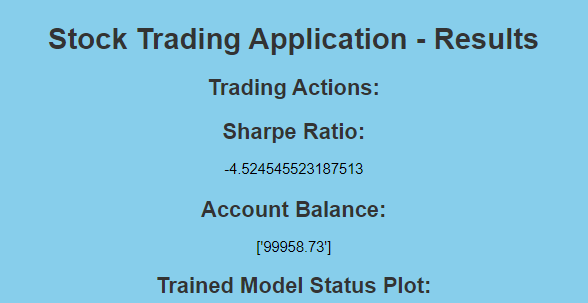 Stock Trading Application - Results
Trading Actions:
Sharpe Ratio:
-4.524545523187513
Account Balance:
['99958.73']
Trained Model Status Plot: